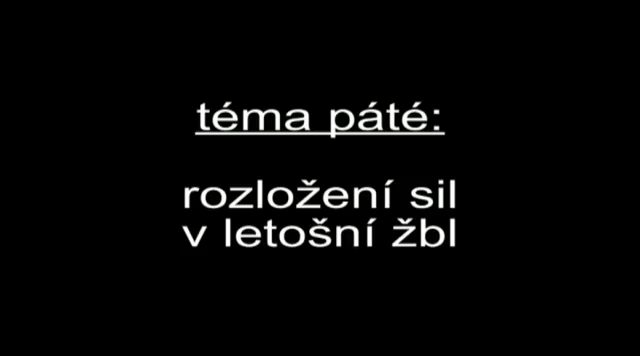 téma páté:
rozložení sil
v letošní žbl